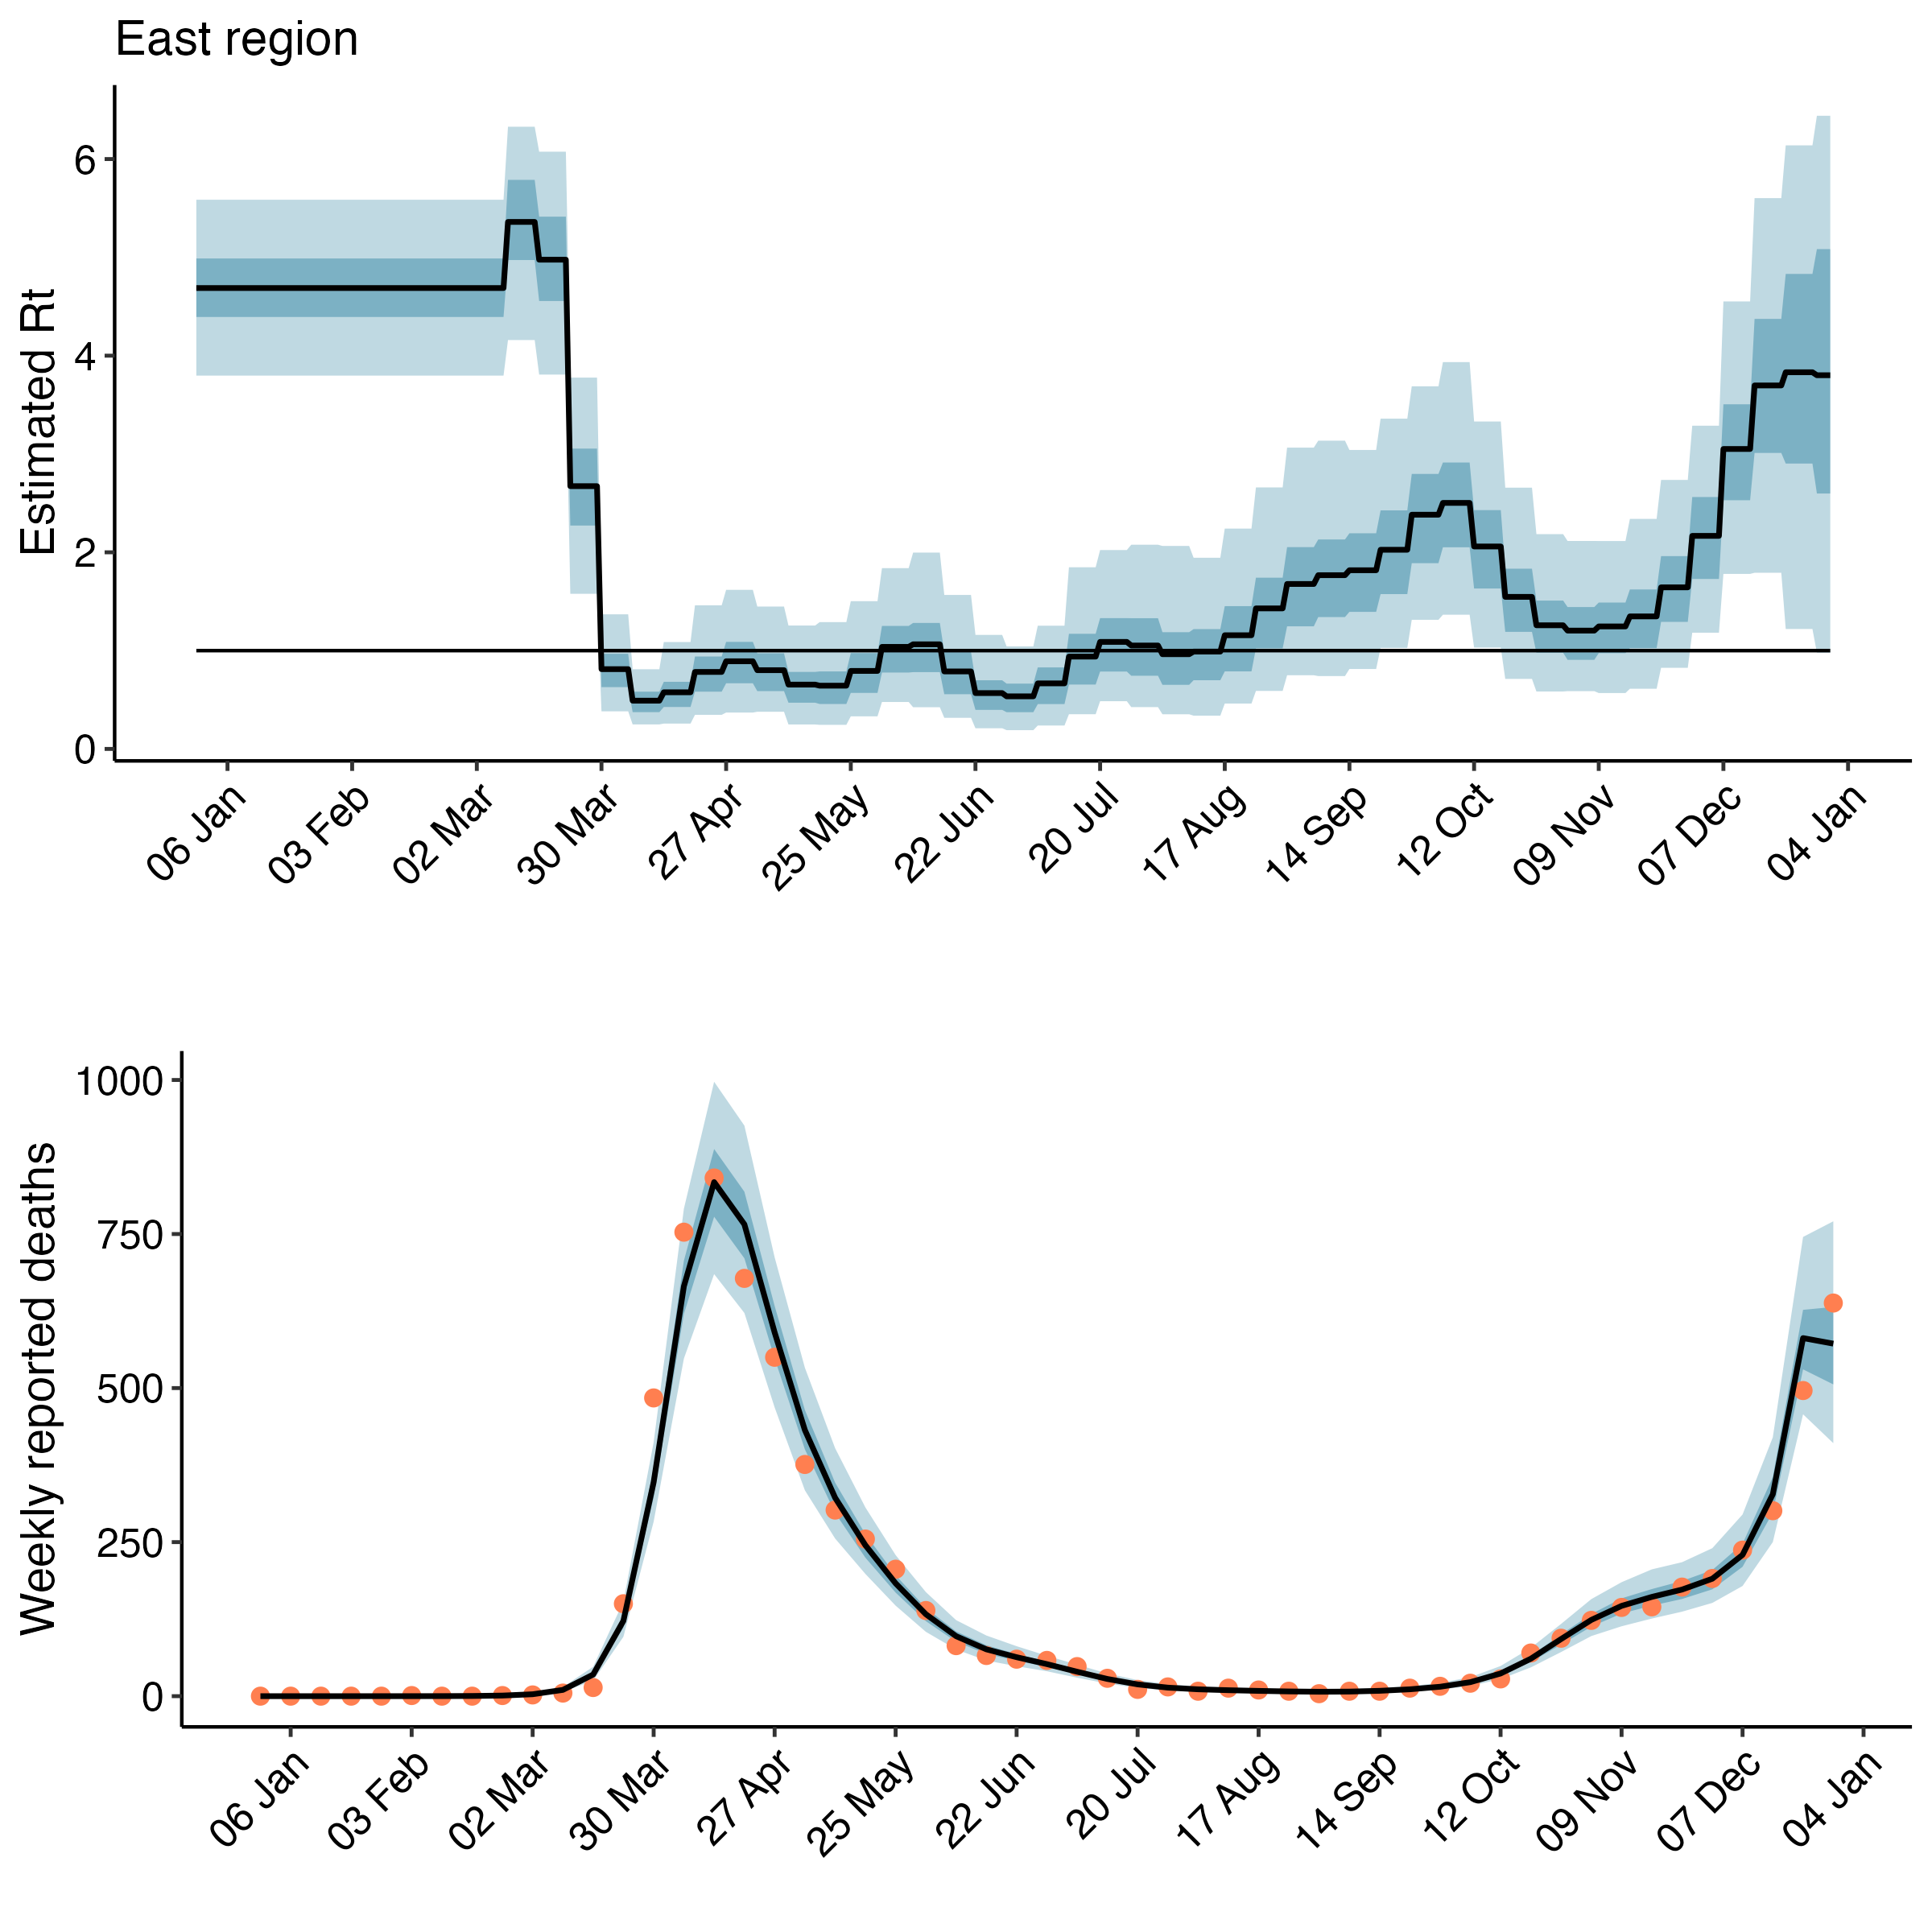 East region
Estimated Rt
6
4
2
0
06 Jan
03 Feb
02 Mar
30 Mar
27 Apr
25 May
22 Jun
20 Jul
17 Aug
14 Sep
12 Oct
09 Nov
07 Dec
04 Jan
Weekly reported deaths
1000
750
500
250
0
06 Jan
03 Feb
02 Mar
30 Mar
27 Apr
25 May
22 Jun
20 Jul
17 Aug
14 Sep
12 Oct
09 Nov
07 Dec
04 Jan